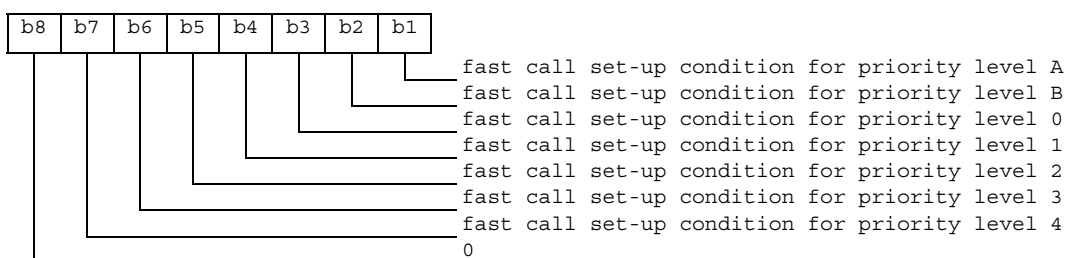 b8 b7 b6 b5 b4 b3 b2 b1
fast call set-up condition for priority level A
fast call set-up condition for priority level B
fast call set-up condition for priority level 0
fast call set-up condition for priority level 1
fast call set-up condition for priority level 2
fast call set-up condition for priority level 3
fast call set-up condition for priority level 4
0